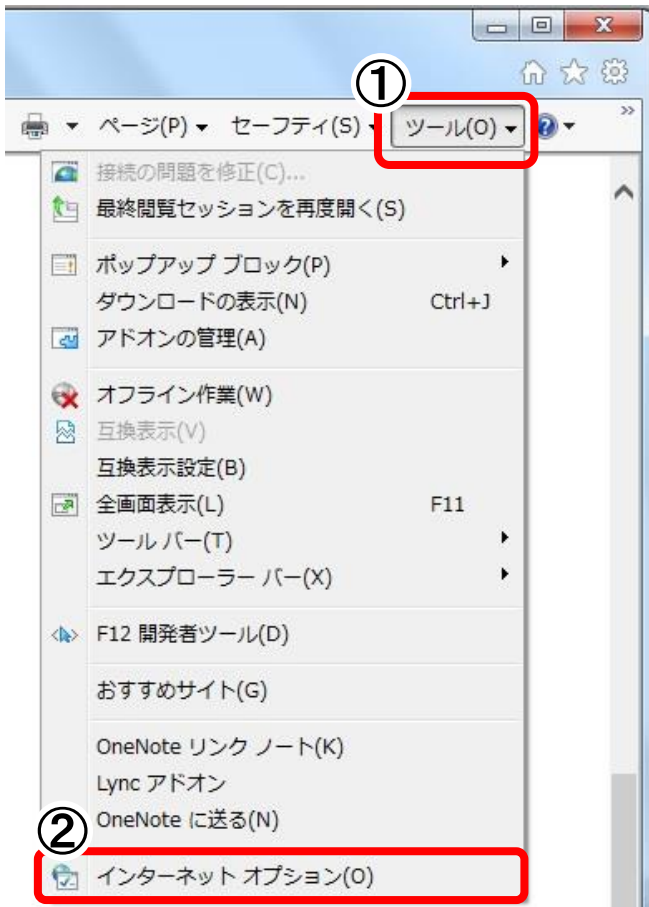 ①
ページ(P) セーフティ(S) ツール(O)
接続の問題を修正(C)...
最終閲覧セッションを再度開く(S)
ポップアップ ブロック(P)
ダウンロードの表示(N) Ctrl+J
アドオンの管理(A)
オフライン作業(W)
互換表示(V)
互換表示設定(B)
全画面表示(L) F11
ツール バー(T)
エクスプローラー バー(X)
F12 開発者ツール(D)
おすすめサイト(G)
OneNote リンク ノート(K)
Lync アドオン
OneNote に送る(N)
②
インターネット オプション(O)